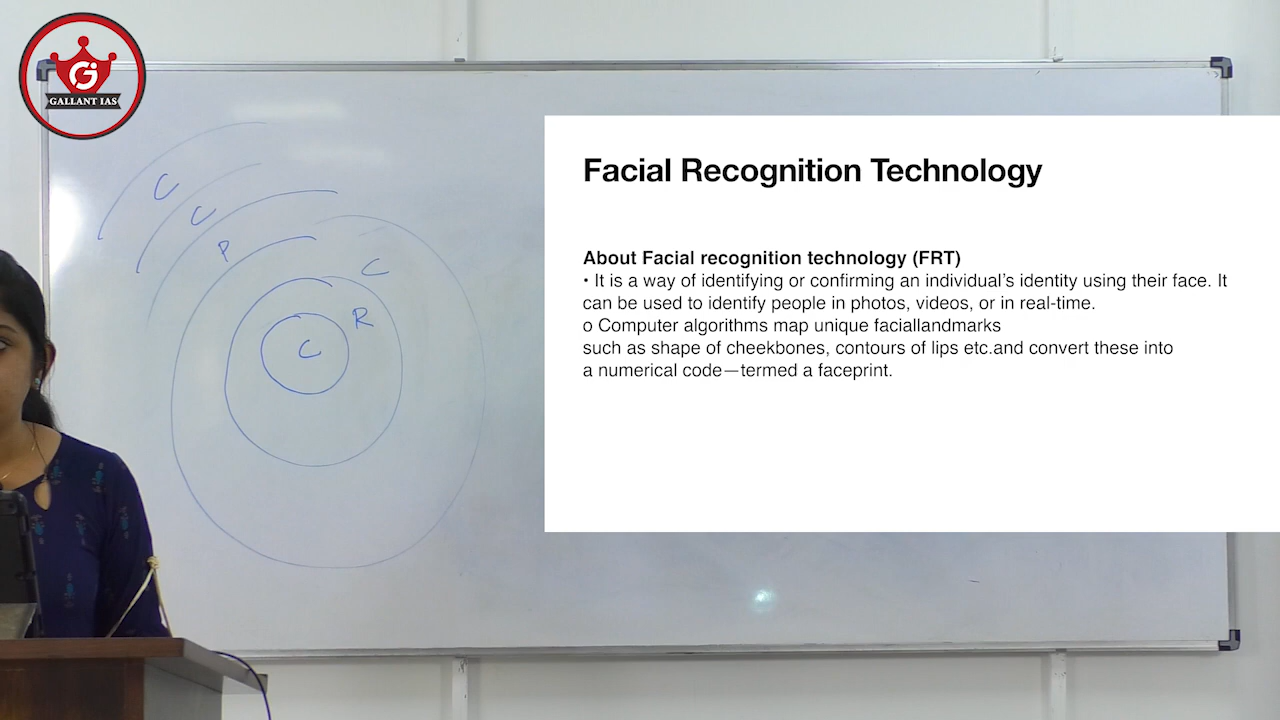 GALLANT IAS
C
C
P
C
R
C
Facial Recognition Technology
About Facial recognition technology (FRT)
• It is a way of identifying or confirming an individual’s identity using their face. It
can be used to identify people in photos, videos, or in real-time.
o Computer algorithms map unique faciallandmarks
such as shape of cheekbones, contours of lips etc.and convert these into
a numerical code—termed a faceprint.